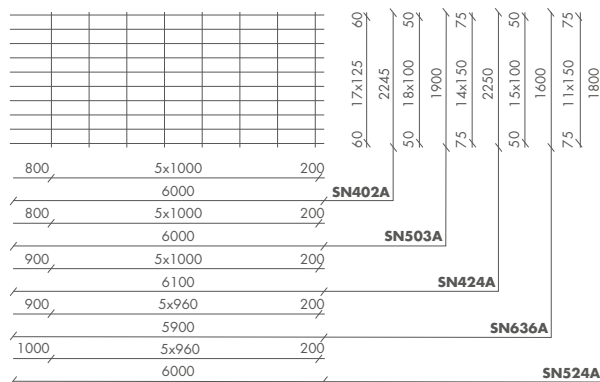 60 50 75 50 75
17x125 2245 18x100 1900 14x150 2250 15x100 1600 11x150 1800
60 50 75 50 75
800 5x1000 200
6000 SN402A
800 5x1000 200
6000 SN503A
900 5x1000 200
6100 SN424A
900 5x960 200
5900 SN636A
1000 5x960 200
6000 SN524A